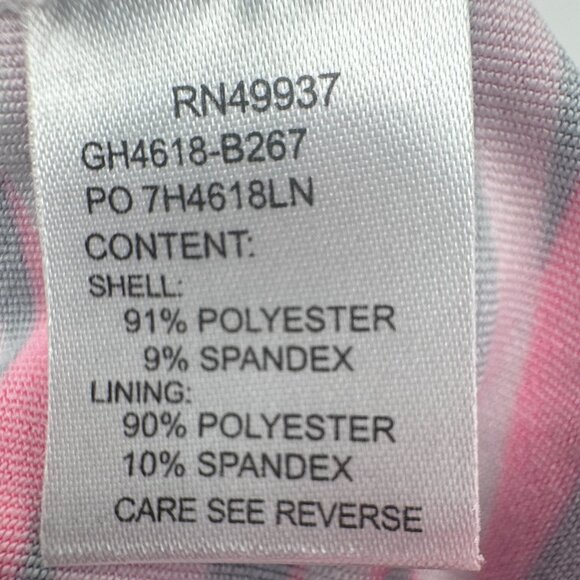 RN49937
GH4618-B267
PO 7H4618LN
CONTENT:
SHELL:
91% POLYESTER
9% SPANDEX
LINING:
90% POLYESTER
10% SPANDEX
CARE SEE REVERSE